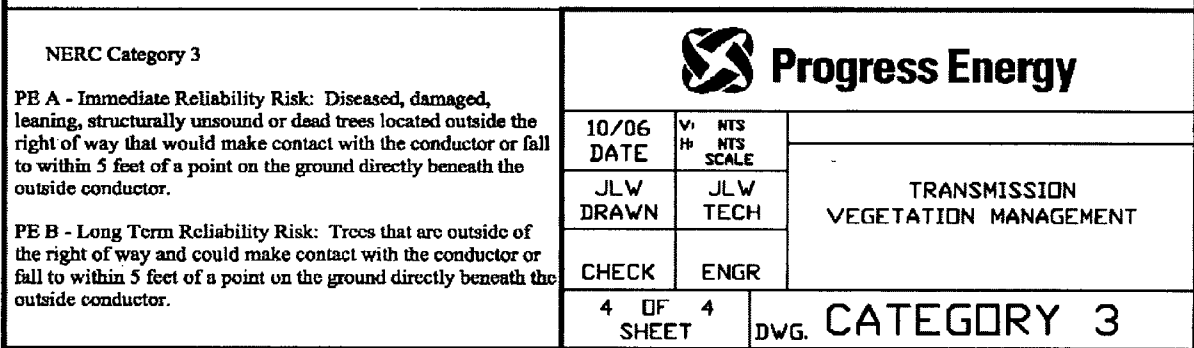 NERC Category 3
PE A - Immediate Reliability Risk: Diseased, damaged,
leaning, structurally unsound or dead trees located outside the
right of way that would make contact with the conductor or fall
to within 5 feet of a point on the ground directly beneath the
outside conductor.
PE B - Long Term Reliability Risk: Trees that are outside of
the right of way and could make contact with the conductor or
fall to within 5 feet of a point on the ground directly beneath the
outside conductor.
Progress Energy
10/06
DATE
V: NTS
H: NTS
SCALE
JLW
DRAWN
JLW
TECH
CHECK
ENGR
TRANSMISSION
VEGETATION MANAGEMENT
4 OF 4
SHEET
DWG. CATEGORY 3